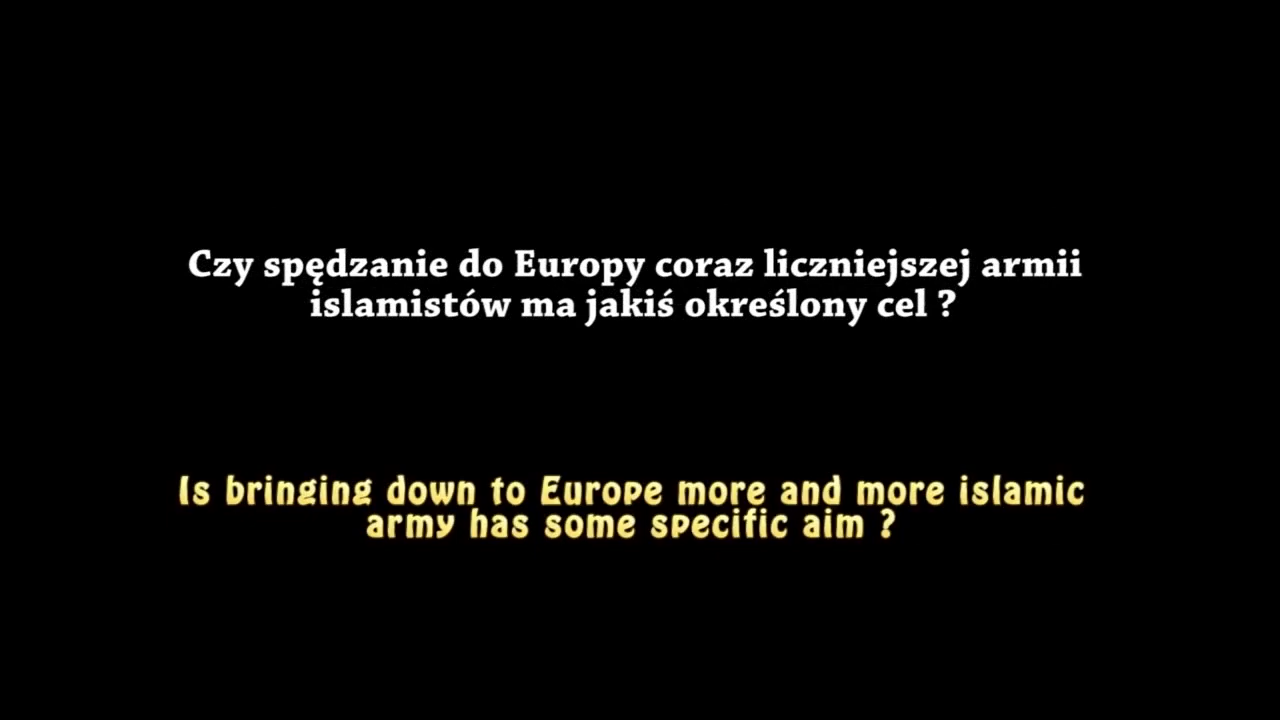 Czy spędzanie do Europy coraz liczniejszej armii
islamistów ma jakiś określony cel ?
Is bringing down to Europe more and more islamic
army has some specific aim ?